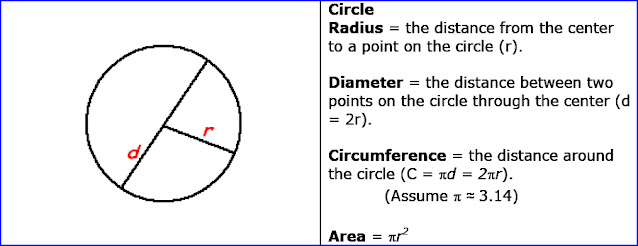 d
r
Circle
Radius = the distance from the center
to a point on the circle (r).
Diameter = the distance between two
points on the circle through the center (d
= 2r).
Circumference = the distance around
the circle (C = πd = 2πr).
(Assume π ≈ 3.14)
Area = πr²